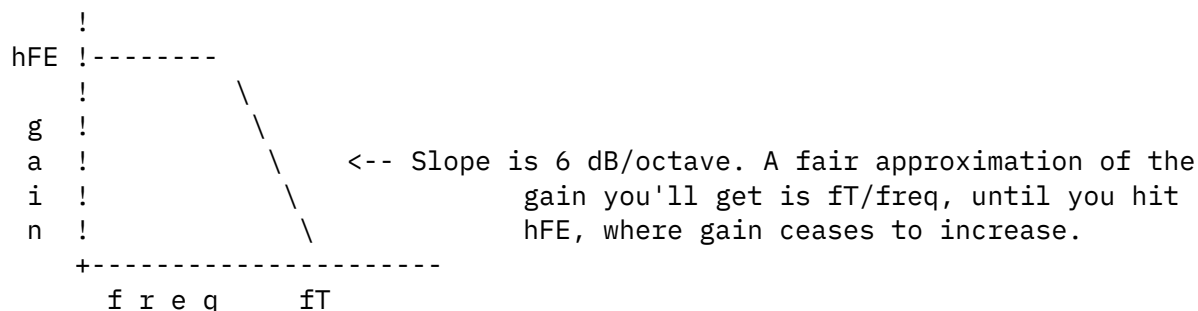 !
hFE !--------
! \
g ! \
a ! \ <-- Slope is 6 dB/octave. A fair approximation of the
i ! \ gain you'll get is fT/freq, until you hit
n ! \ hFE, where gain ceases to increase.
+----------------------
f r e q fT